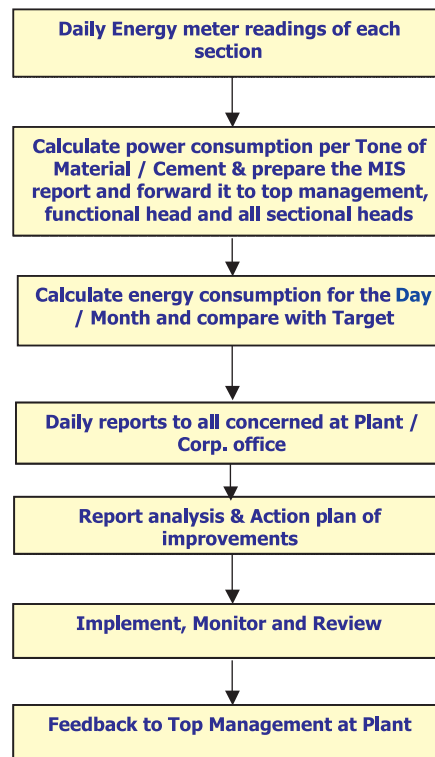 Daily Energy meter readings of each
section
Calculate power consumption per Tone of
Material / Cement & prepare the MIS
report and forward it to top management,
functional head and all sectional heads
Calculate energy consumption for the Day
/ Month and compare with Target
Daily reports to all concerned at Plant /
Corp. office
Report analysis & Action plan of
improvements
Implement, Monitor and Review
Feedback to Top Management at Plant